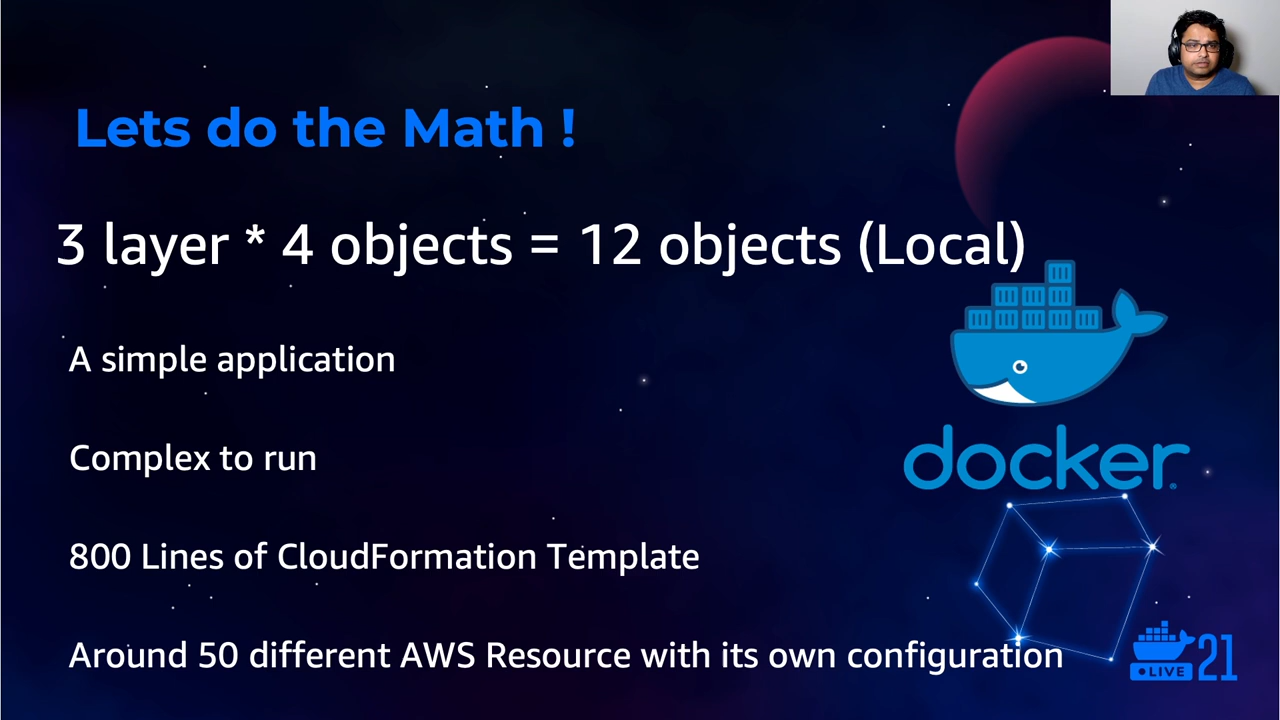 Lets do the Math !
3 layer * 4 objects = 12 objects (Local)
A simple application
Complex to run
800 Lines of CloudFormation Template
Around 50 different AWS Resource with its own configuration
docker
LIVE 21